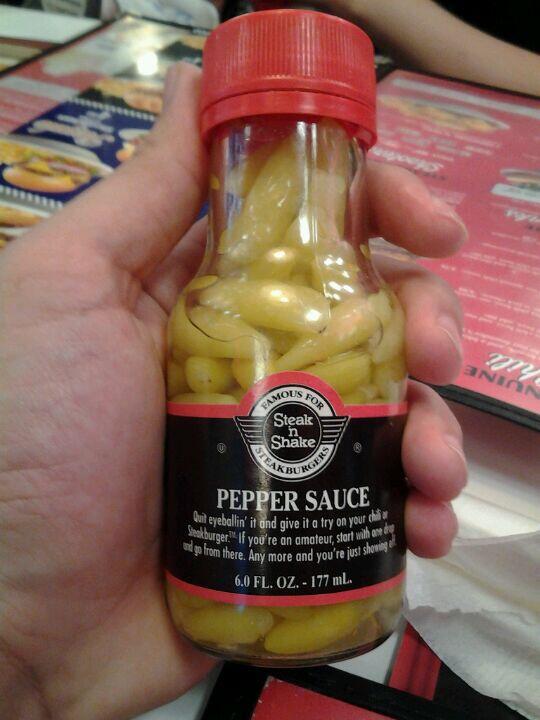 FAMOUS FOR
Steak
'n
Shake
STEAKBURGERS
®
PEPPER SAUCE
Quit eyeballin' it and give it a try on your chili or
Steakburger.™ If you're an amateur, start with one drop
and go from there. Any more and you're just showing off.
6.0 FL. OZ. - 177 mL.